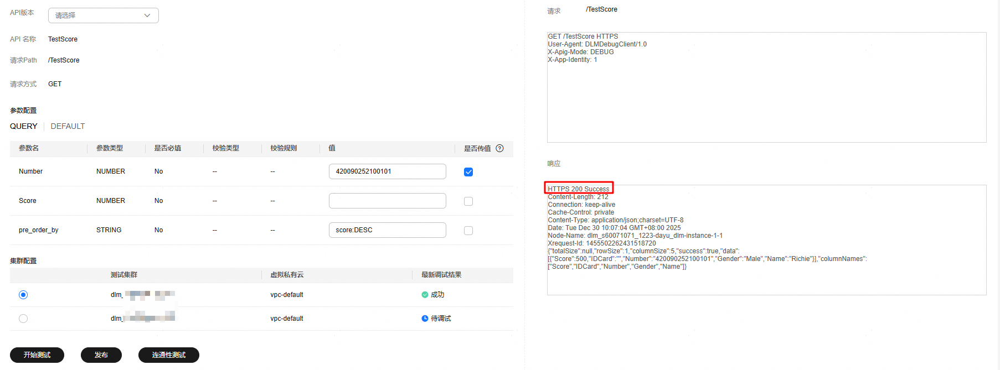 API版本 请选择
API 名称 TestScore
请求Path /TestScore
请求方式 GET
参数配置
QUERY DEFAULT
参数名 参数类型 是否必填 校验类型 校验规则 值 是否传值 ?
Number NUMBER No -- -- 420090252100101
Score NUMBER No -- --
pre_order_by STRING No -- -- score:DESC
集群配置
测试集群 虚拟私有云 最新调试结果
dlm_ vpc-default 成功
dlm_ vpc-default 待调试
开始测试 发布 连通性测试
请求 /TestScore
GET /TestScore HTTPS
User-Agent: DLMDebugClient/1.0
X-Apig-Mode: DEBUG
X-App-Identity: 1
响应
HTTPS 200 Success
Content-Length: 212
Connection: keep-alive
Cache-Control: private
Content-Type: application/json;charset=UTF-8
Date: Tue Dec 30 10:07:04 GMT+08:00 2025
Node-Name: dlm_s60071071_1223-dayu_dlm-instance-1-1
Xrequest-Id: 1455502262431518720
{"totalSize":null,"rowSize":1,"columnSize":5,"success":true,"data":
[{"Score":500,"IDCard":"","Number":"420090252100101","Gender":"Male","Name":"Richie"}],"columnNames":
["Score","IDCard","Number","Gender","Name"]}